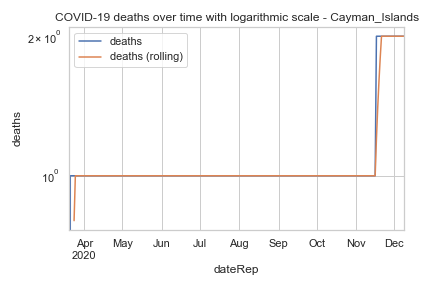 COVID-19 deaths over time with logarithmic scale - Cayman_Islands
deaths
deaths (rolling)
2 × 10⁰
10⁰
deaths
Apr May Jun Jul Aug Sep Oct Nov Dec
2020
dateRep